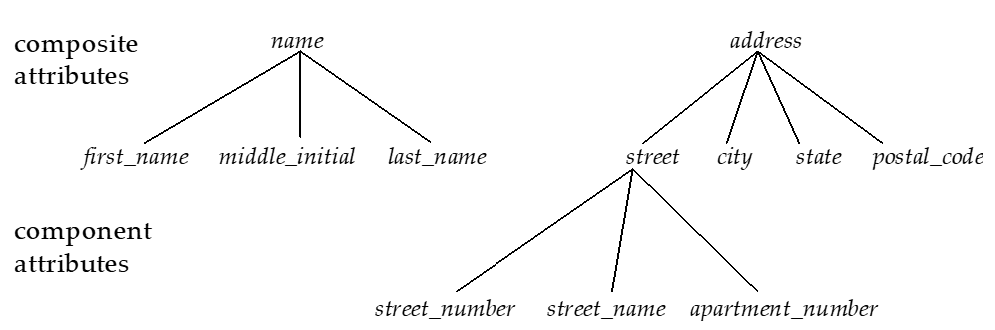 composite
attributes
name
address
first_name middle_initial last_name
street city state postal_code
component
attributes
street_number street_name apartment_number